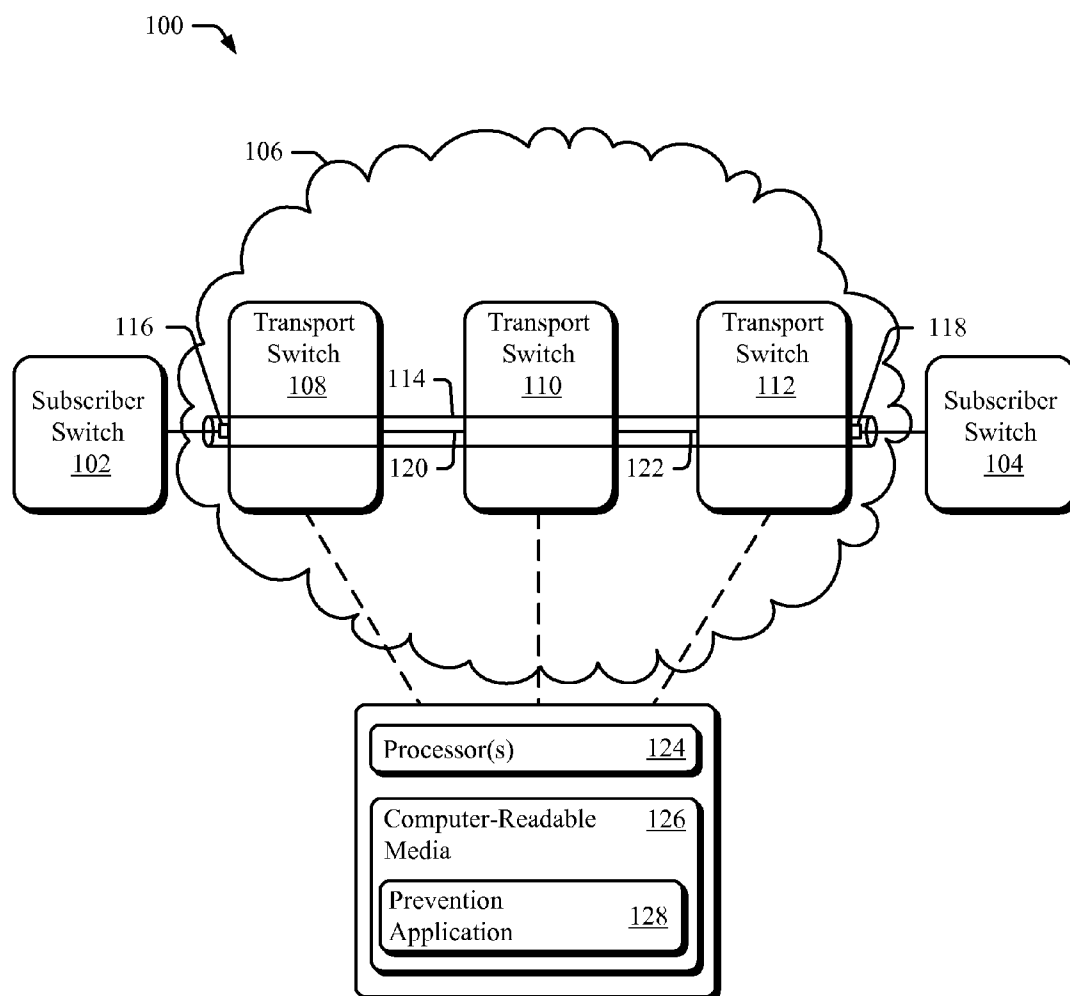 100
106
116
Transport
Switch
108
114
Transport
Switch
110
Transport
Switch
112
118
Subscriber
Switch
102
120
122
Subscriber
Switch
104
Processor(s) 124
Computer-Readable 126
Media
Prevention
Application 128